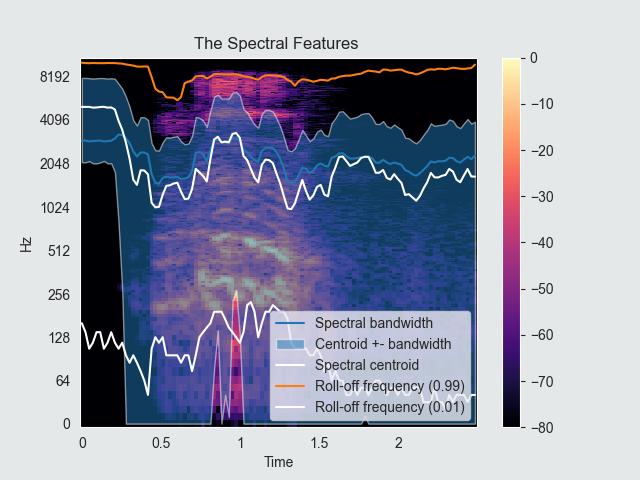 The Spectral Features
8192
4096
2048
1024
512
256
128
64
0
Hz
0
0.5
1
1.5
2
Time
Spectral bandwidth
Centroid +- bandwidth
Spectral centroid
Roll-off frequency (0.99)
Roll-off frequency (0.01)
0
−10
−20
−30
−40
−50
−60
−70
−80